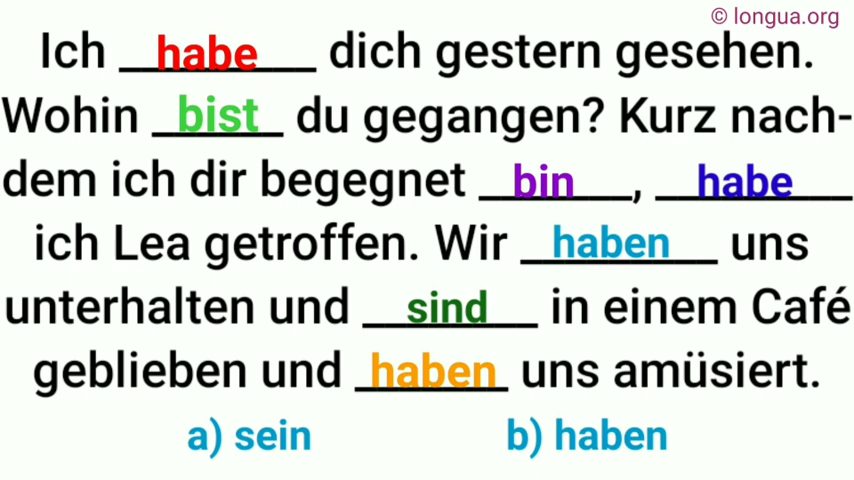 © longua.org
Ich habe dich gestern gesehen.
Wohin bist du gegangen? Kurz nach-
dem ich dir begegnet bin, habe
ich Lea getroffen. Wir haben uns
unterhalten und sind in einem Café
geblieben und haben uns amüsiert.
a) sein b) haben